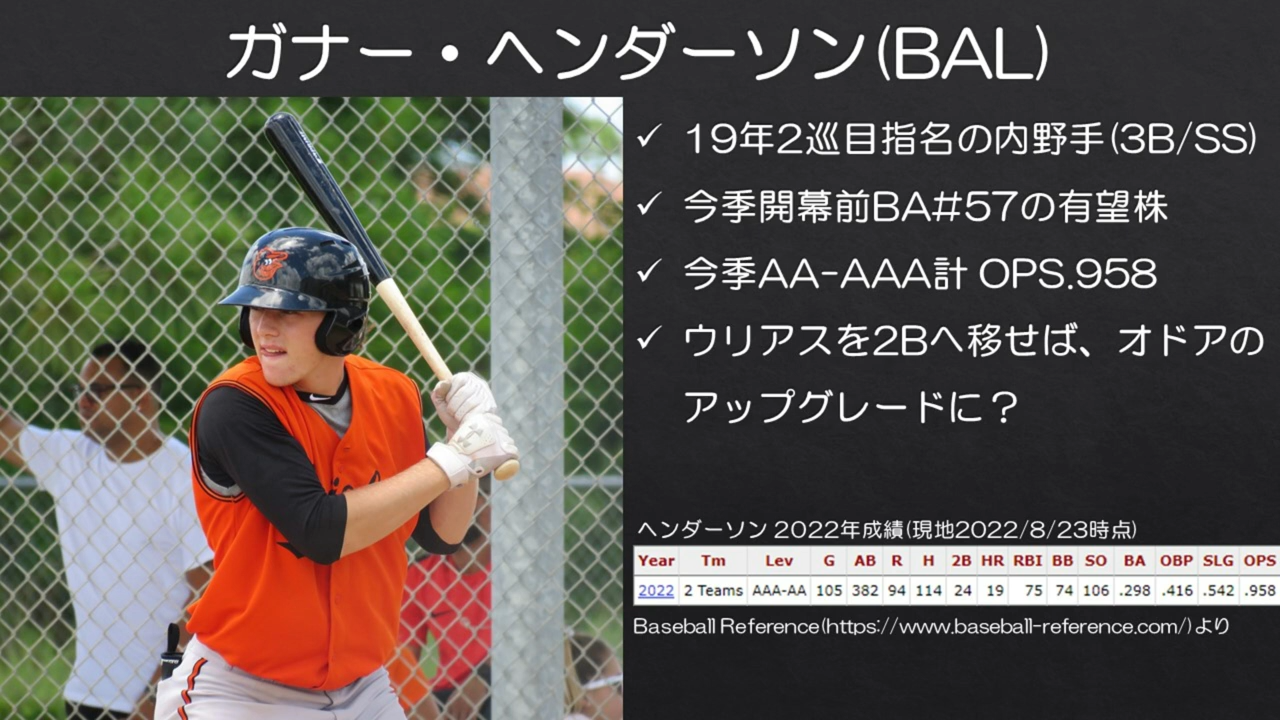 ガナー・ヘンダーソン(BAL)
✓ 19年2巡目指名の内野手(3B/SS)
✓ 今季開幕前BA#57の有望株
✓ 今季AA-AAA計 OPS.958
✓ ウリアスを2Bへ移せば、オドアの
アップグレードに？
ヘンダーソン 2022年成績(現地2022/8/23時点)
Year Tm Lev G AB R H 2B HR RBI BB SO BA OBP SLG OPS
2022 2 Teams AAA-AA 105 382 94 114 24 19 75 74 106 .298 .416 .542 .958
Baseball Reference(https://www.baseball-reference.com/)より